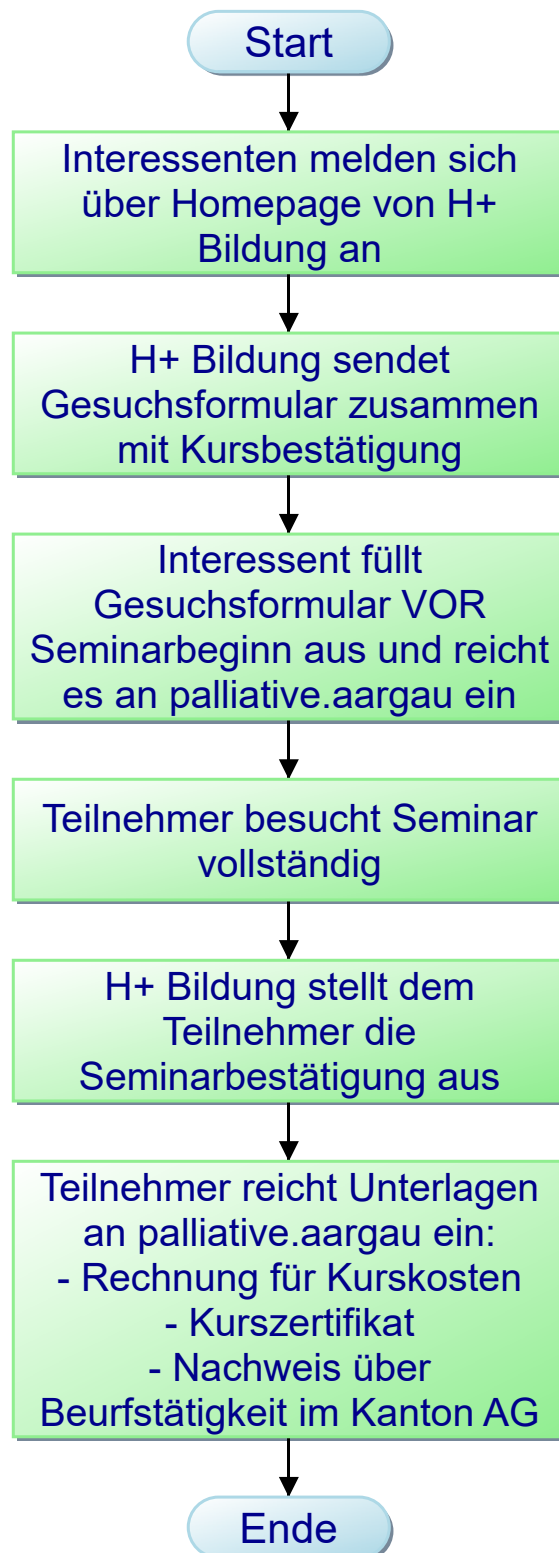 Start
Interessenten melden sich
über Homepage von H+
Bildung an
H+ Bildung sendet
Gesuchsformular zusammen
mit Kursbestätigung
Interessent füllt
Gesuchsformular VOR
Seminarbeginn aus und reicht
es an palliative.aargau ein
Teilnehmer besucht Seminar
vollständig
H+ Bildung stellt dem
Teilnehmer die
Seminarbestätigung aus
Teilnehmer reicht Unterlagen
an palliative.aargau ein:
- Rechnung für Kurskosten
- Kurszertifikat
- Nachweis über
Beurfstätigkeit im Kanton AG
Ende